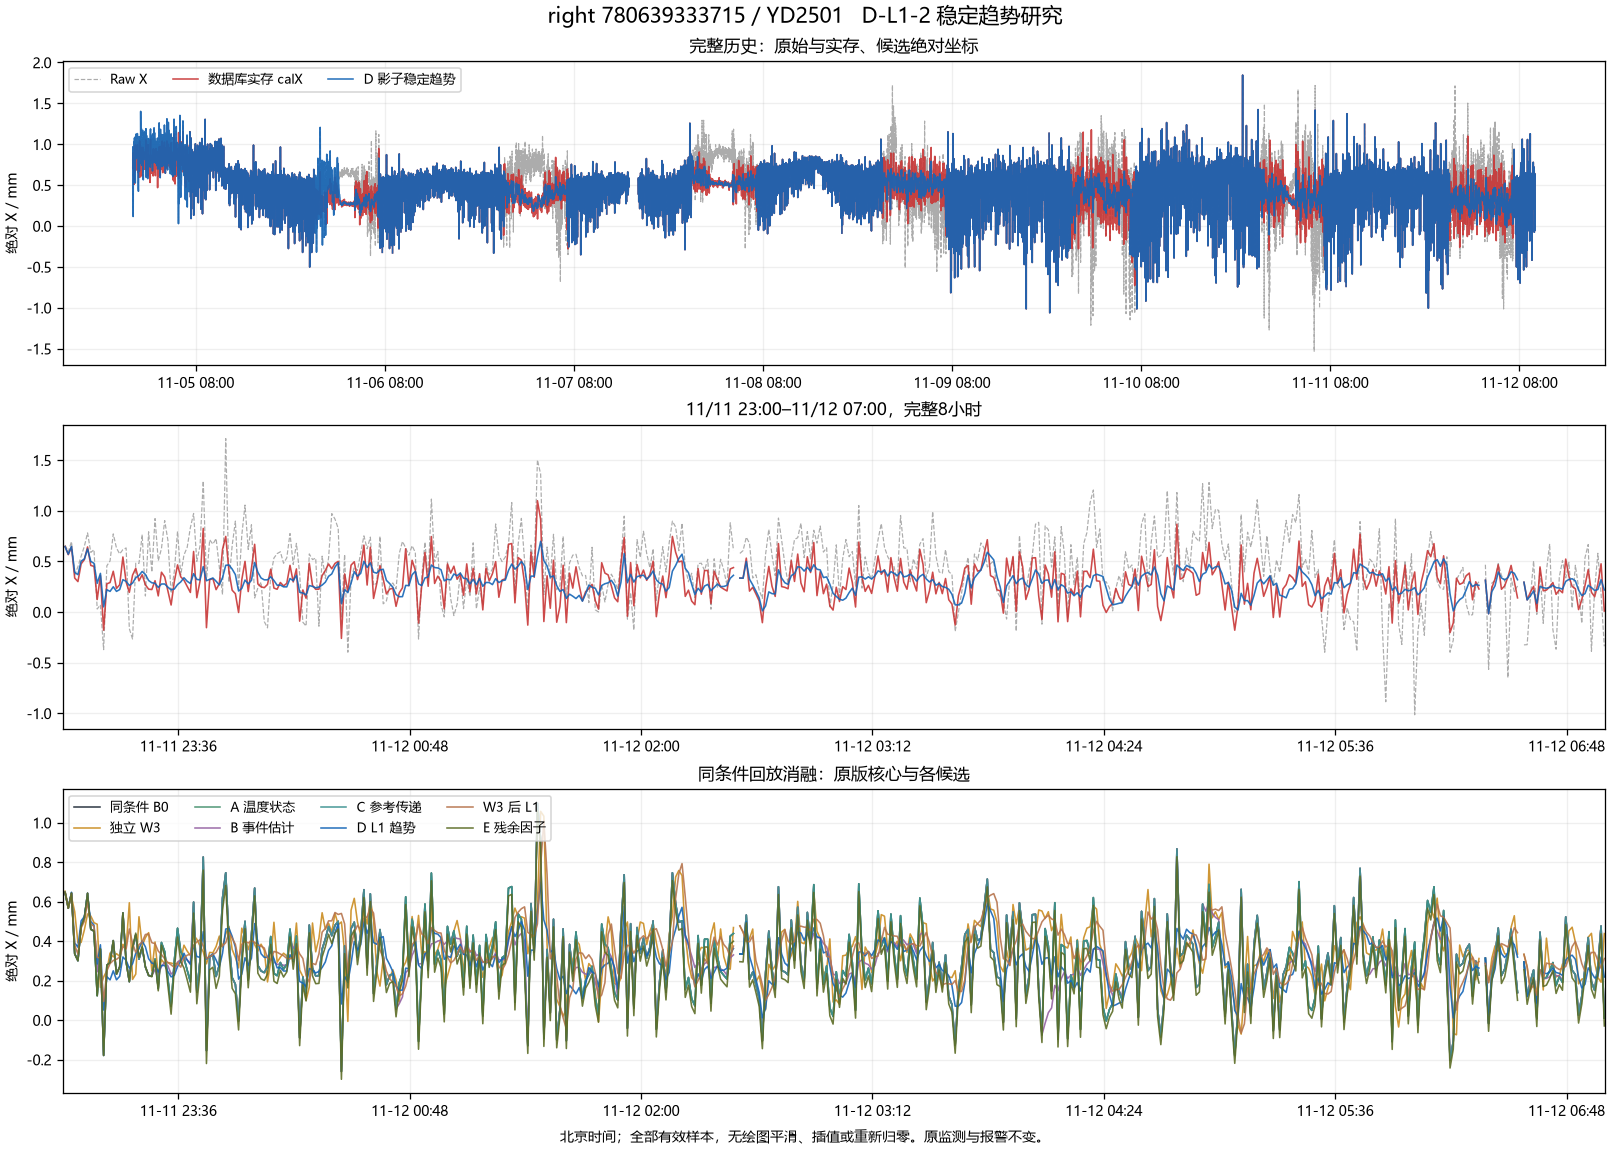 right 780639333715 / YD2501   D-L1-2 稳定趋势研究
完整历史：原始与实存、候选绝对坐标
Raw X   数据库实存 calX   D 影子稳定趋势
绝对 X / mm
2.0
1.5
1.0
0.5
0.0
-0.5
-1.0
-1.5
11-05 08:00   11-06 08:00   11-07 08:00   11-08 08:00   11-09 08:00   11-10 08:00   11-11 08:00   11-12 08:00
11/11 23:00–11/12 07:00，完整8小时
绝对 X / mm
1.5
1.0
0.5
0.0
-0.5
-1.0
11-11 23:36   11-12 00:48   11-12 02:00   11-12 03:12   11-12 04:24   11-12 05:36   11-12 06:48
同条件回放消融：原版核心与各候选
同条件 B0   A 温度状态   C 参考传递   W3 后 L1
独立 W3   B 事件估计   D L1 趋势   E 残余因子
绝对 X / mm
1.0
0.8
0.6
0.4
0.2
0.0
-0.2
11-11 23:36   11-12 00:48   11-12 02:00   11-12 03:12   11-12 04:24   11-12 05:36   11-12 06:48
北京时间；全部有效样本，无绘图平滑、插值或重新归零。原监测与报警不变。